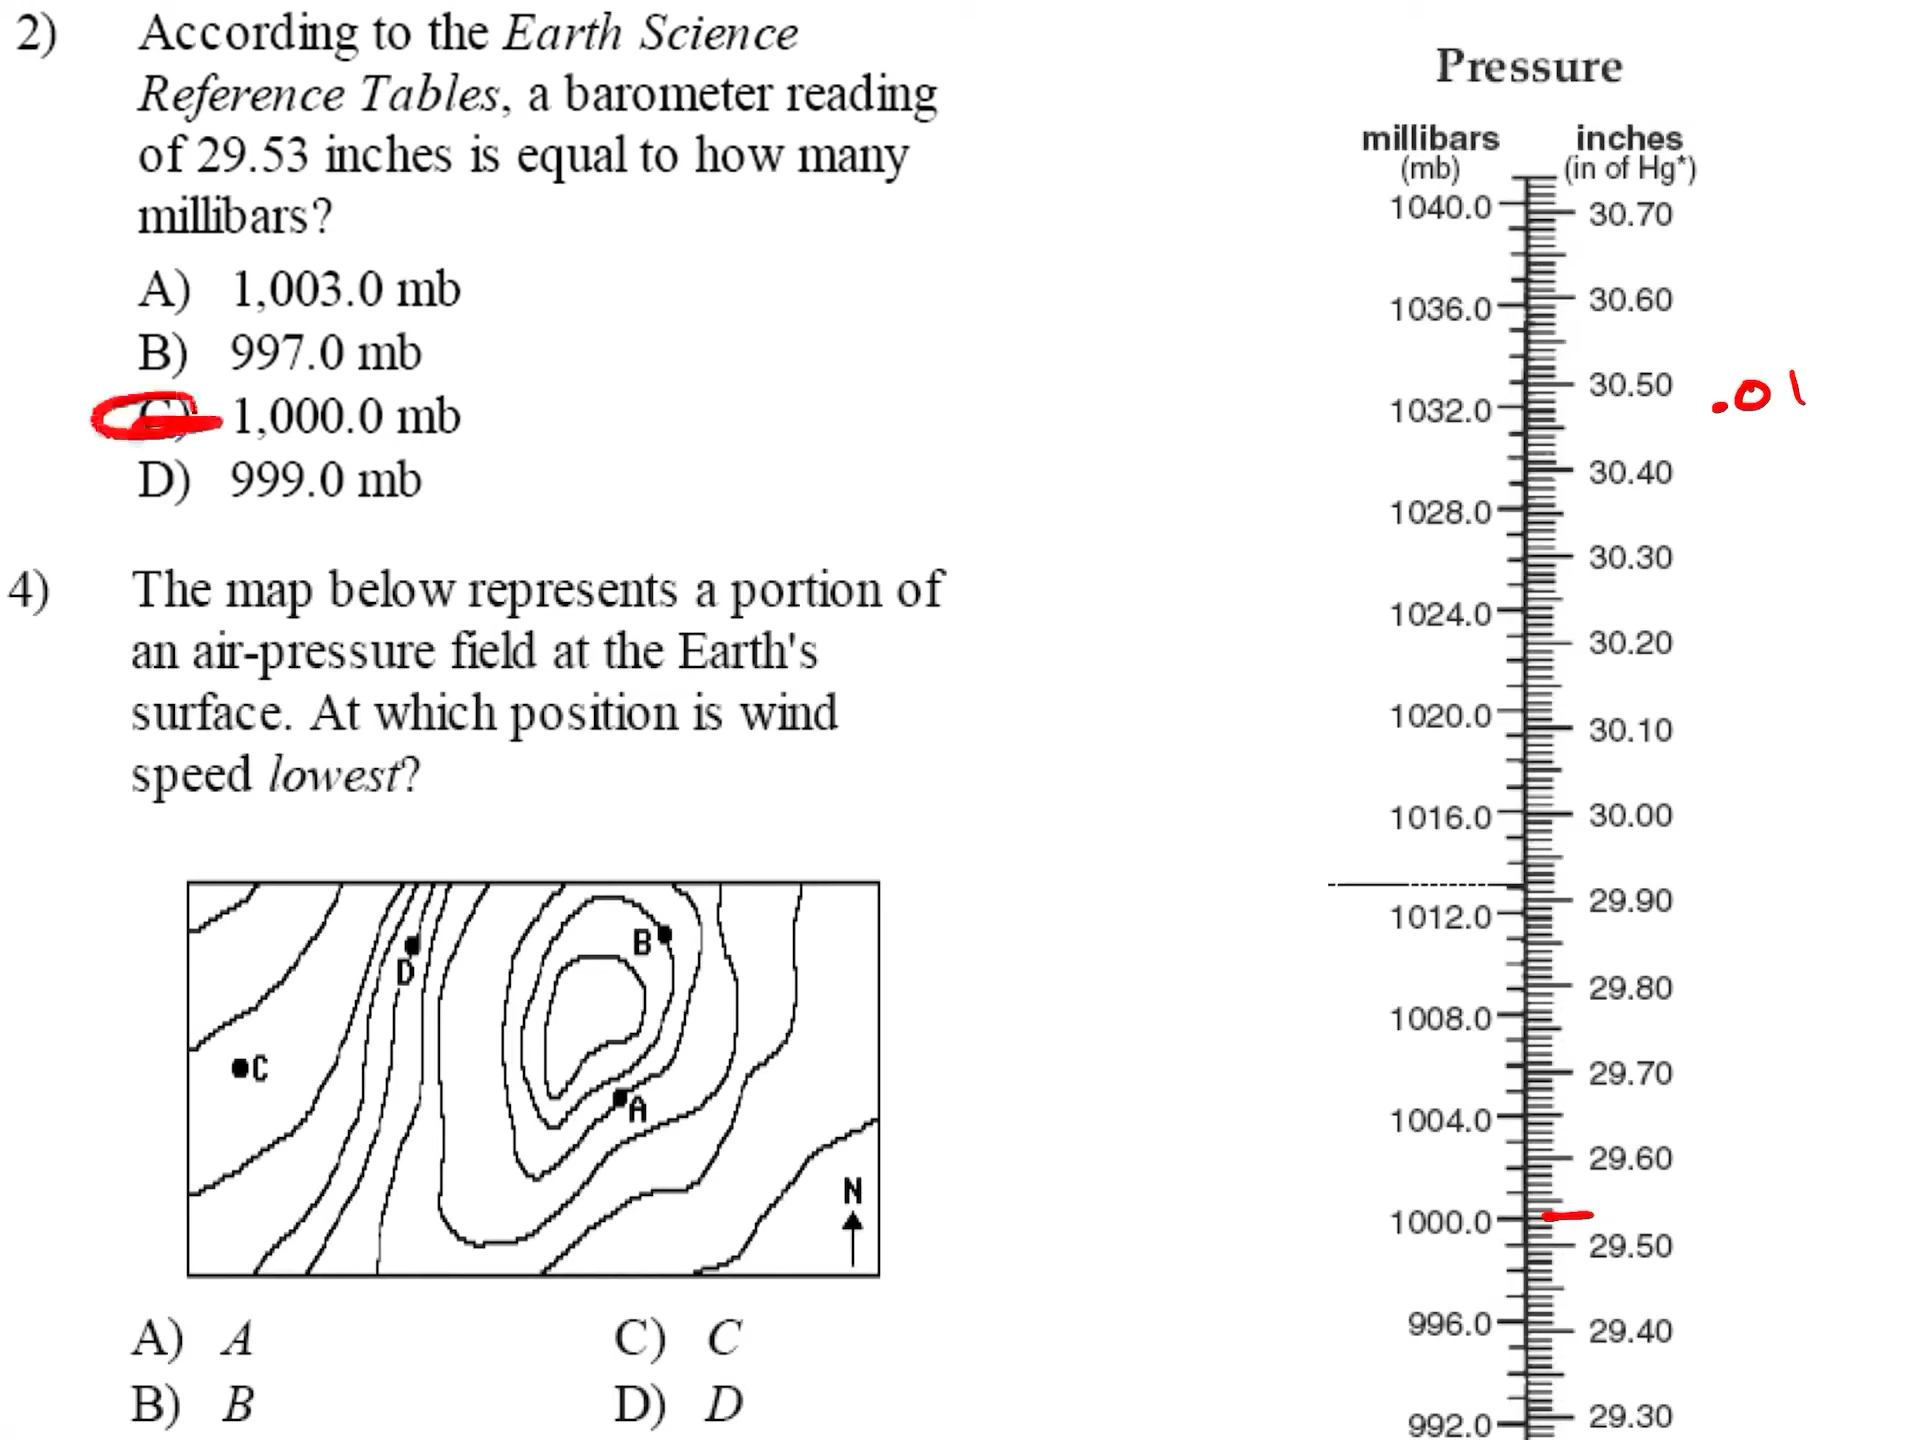 2) According to the Earth Science
Reference Tables, a barometer reading
of 29.53 inches is equal to how many
millibars?
A) 1,003.0 mb
B) 997.0 mb
C) 1,000.0 mb
D) 999.0 mb
4) The map below represents a portion of
an air-pressure field at the Earth's
surface. At which position is wind
speed lowest?
B
D
C
A
N
A) A
C) C
B) B
D) D
Pressure
millibars inches
(mb) (in of Hg*)
1040.0 30.70
1036.0 30.60
30.50
.01
1032.0
30.40
1028.0
30.30
1024.0
30.20
1020.0
30.10
1016.0 30.00
29.90
1012.0
29.80
1008.0
29.70
1004.0
29.60
1000.0
29.50
996.0 29.40
992.0 29.30